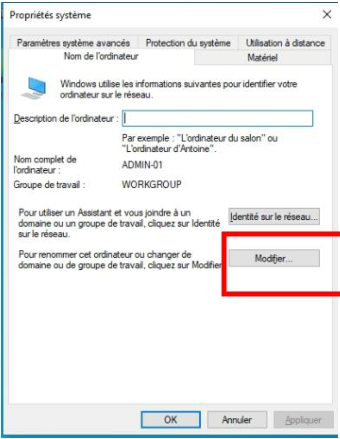 Propriétés système
Paramètres système avancés Protection du système Utilisation à distance
Nom de l'ordinateur Matériel
Windows utilise les informations suivantes pour identifier votre
ordinateur sur le réseau.
Description de l'ordinateur :
Par exemple : "L'ordinateur du salon" ou
"L'ordinateur d'Antoine".
Nom complet de
l'ordinateur : ADMIN-01
Groupe de travail : WORKGROUP
Pour utiliser un Assistant et vous joindre à un
domaine ou un groupe de travail, cliquez sur Identité
sur le réseau.
Identité sur le réseau...
Pour renommer cet ordinateur ou changer de
domaine ou de groupe de travail, cliquez sur Modifier
Modifier...
OK Annuler Appliquer